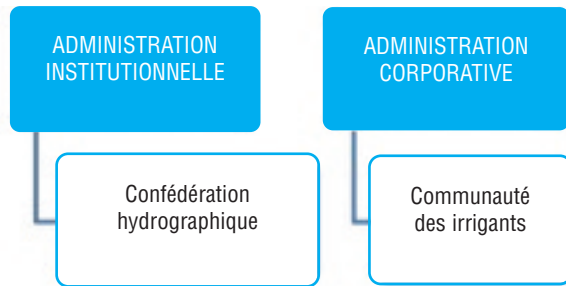 ADMINISTRATION
INSTITUTIONNELLE
Confédération
hydrographique
ADMINISTRATION
CORPORATIVE
Communauté
des irrigants